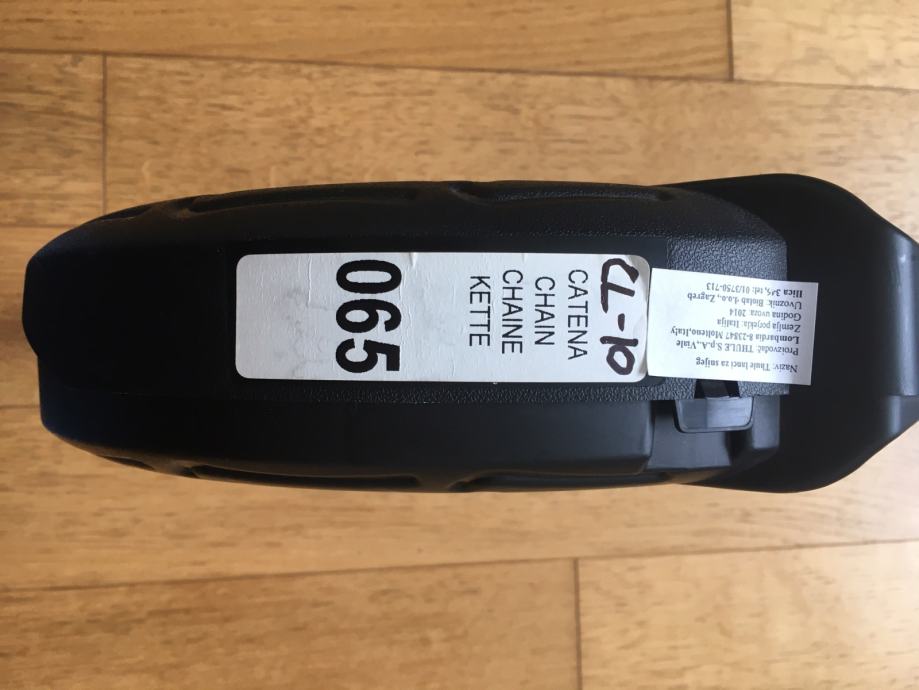 CL-10
CATENA
CHAIN
CHAINE
KETTE
065
Naziv: Thule lanci za snijeg
Proizvođač: THULE S.p.A.,Viale
Lombardia 8-23847 Molteno,Italy
Zemlja porjekla: Italija
Godina uvoza: 2014
Uvoznik: Biolab d.o.o., Zagreb
Ilica 345, tel: 01/3750-713